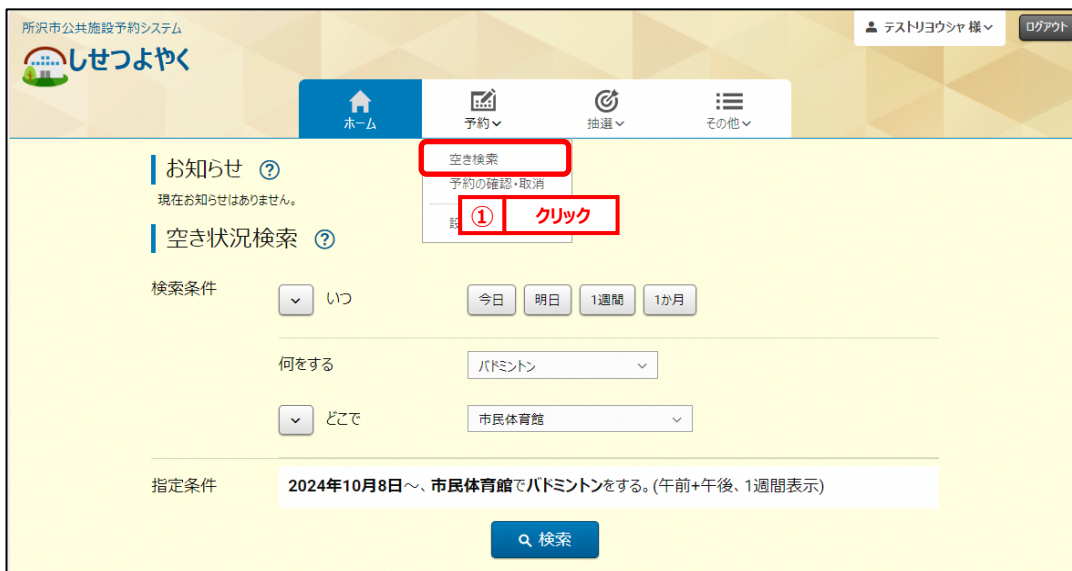 所沢市公共施設予約システム
しせつよやく
テストリヨウシャ 様
ログアウト
ホーム
予約
抽選
その他
空き検索
予約の確認・取消
設
① クリック
お知らせ ?
現在お知らせはありません。
空き状況検索 ?
検索条件
いつ 今日 明日 1週間 1か月
何をする バドミントン
どこで 市民体育館
指定条件 2024年10月8日～、市民体育館でバドミントンをする。(午前+午後、1週間表示)
検索